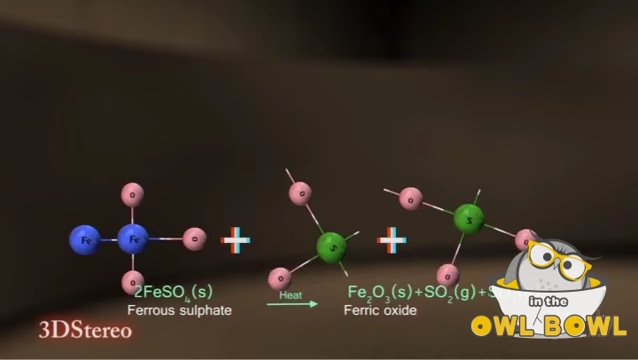 O
Fe Fe O
O
O
S
O
O
S
O
2FeSO₄(s) Heat Fe₂O₃(s)+SO₂(g)+S
Ferrous sulphate Ferric oxide
3DStereo
in the
OWL BOWL